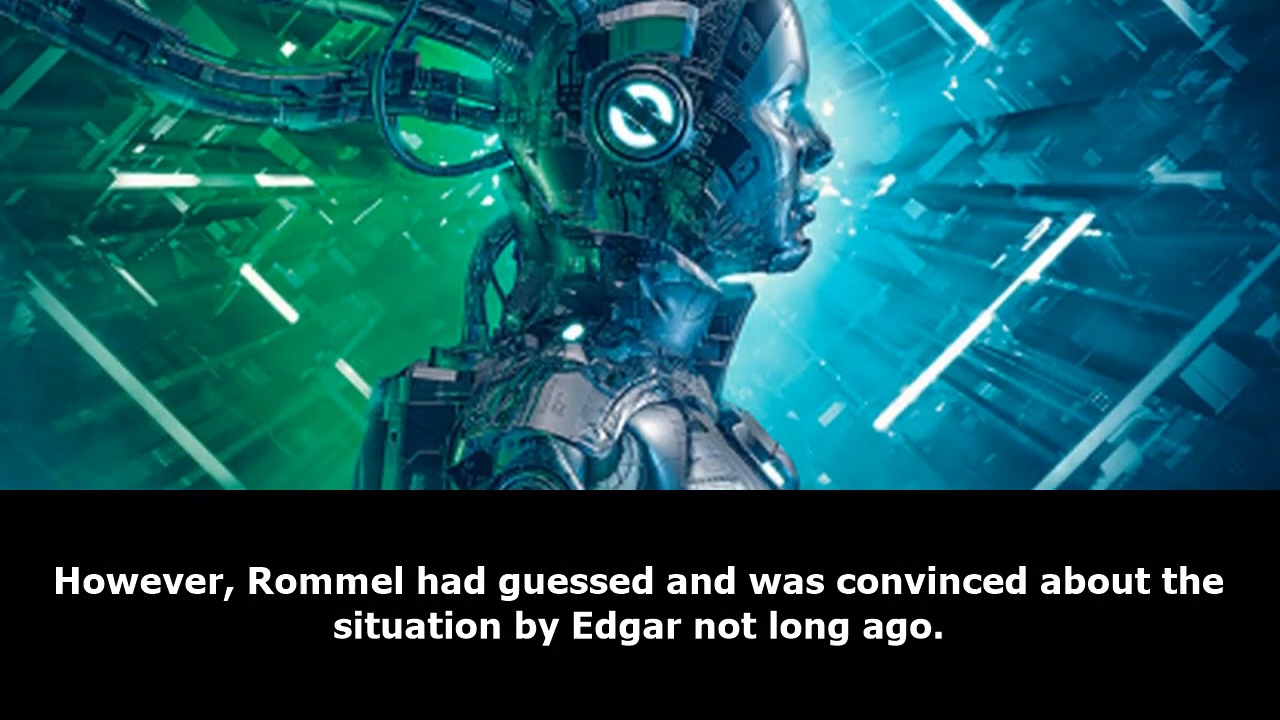 However, Rommel had guessed and was convinced about the
situation by Edgar not long ago.